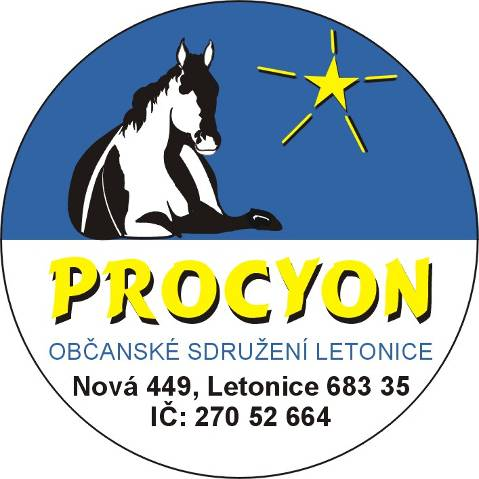 PROCYON
OBČANSKÉ SDRUŽENÍ LETONICE
Nová 449, Letonice 683 35
IČ: 270 52 664